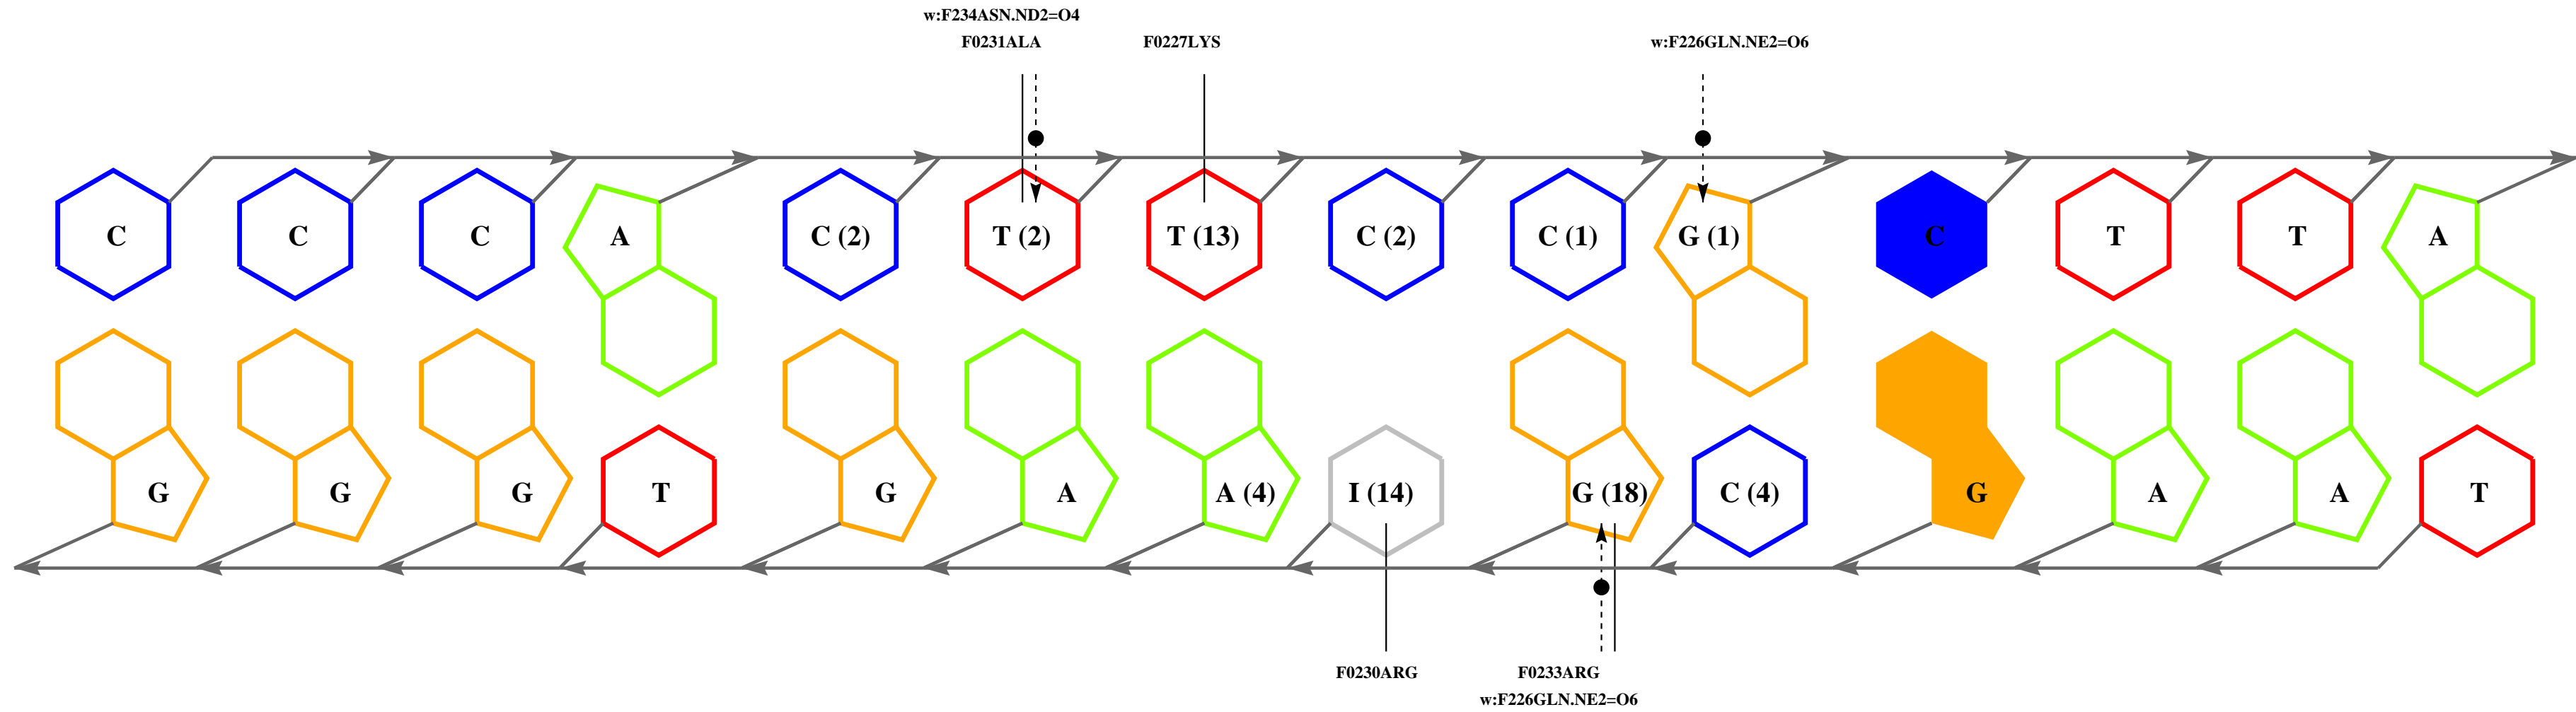 w:F234ASN.ND2=O4
F0231ALA F0227LYS w:F226GLN.NE2=O6
C C C A C (2) T (2) T (13) C (2) C (1) G (1) C T T A
G G G T G A A (4) I (14) G (18) C (4) G A A T
F0230ARG F0233ARG
w:F226GLN.NE2=O6